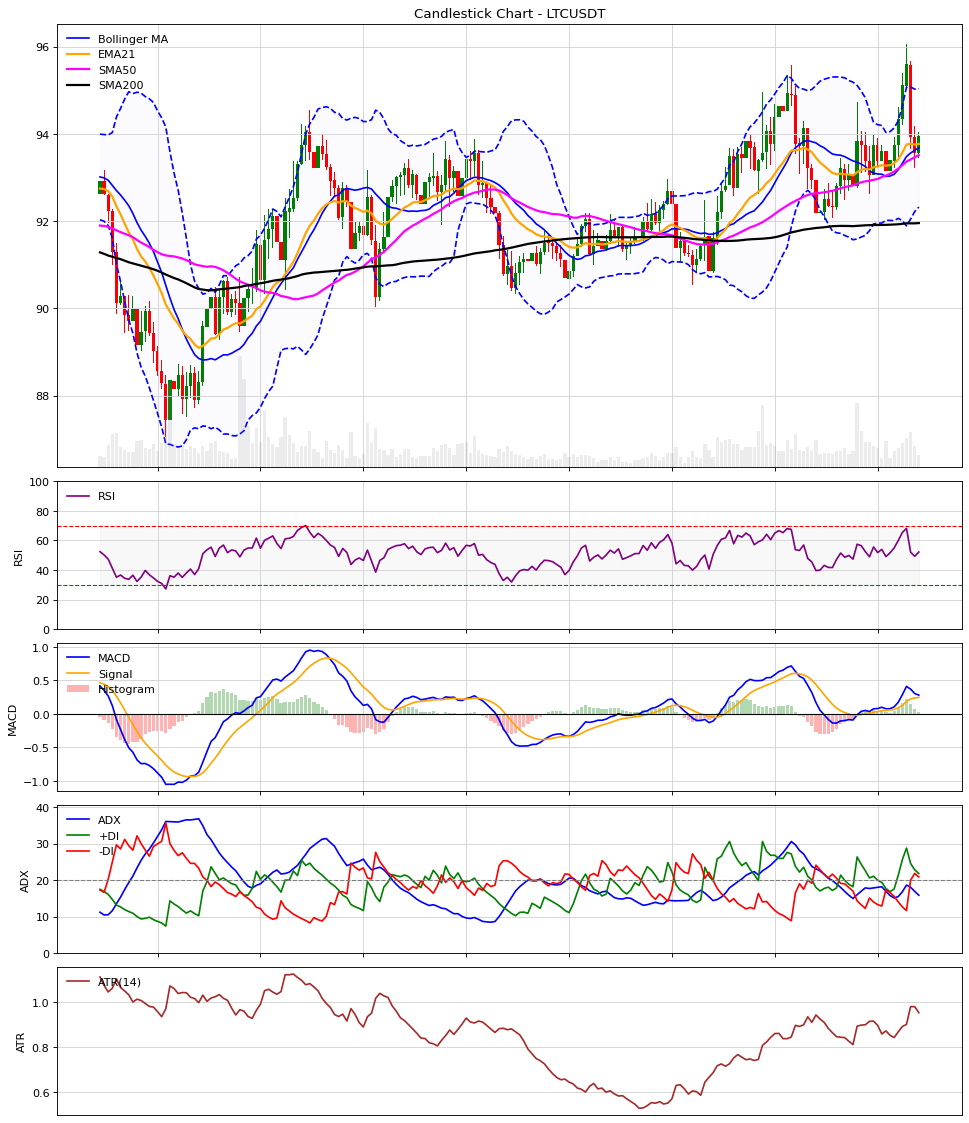 Candlestick Chart - LTCUSDT
Bollinger MA
EMA21
SMA50
SMA200
96
94
92
90
88
RSI
RSI
100
80
60
40
20
0
MACD
Signal
Histogram
MACD
1.0
0.5
0.0
−0.5
−1.0
ADX
+DI
-DI
ADX
40
30
20
10
0
ATR(14)
ATR
1.0
0.8
0.6